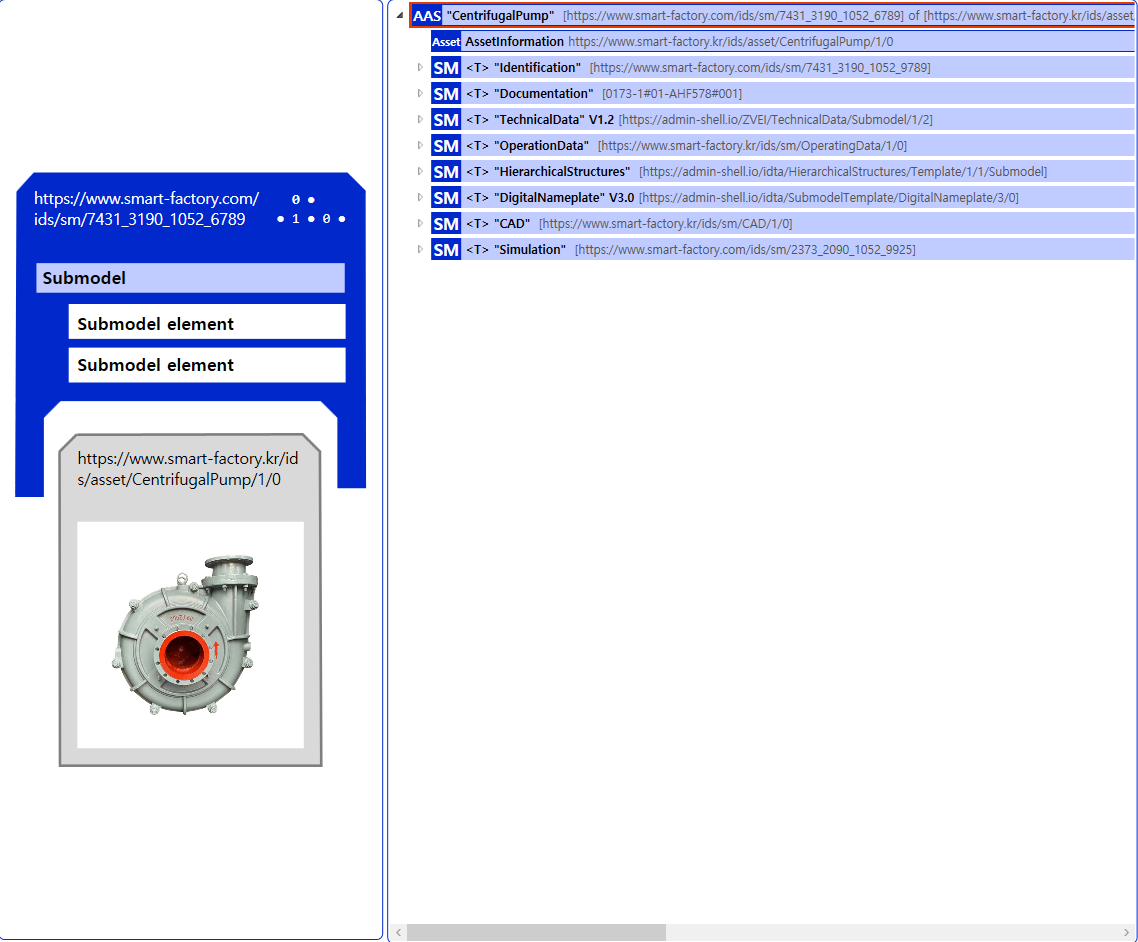 https://www.smart-factory.com/
ids/sm/7431_3190_1052_6789
0 ●
● 1 ● 0 ●
Submodel
Submodel element
Submodel element
https://www.smart-factory.kr/id
s/asset/CentrifugalPump/1/0
AAS "CentrifugalPump" [https://www.smart-factory.com/ids/sm/7431_3190_1052_6789] of [https://www.smart-factory.kr/ids/asset
Asset AssetInformation https://www.smart-factory.kr/ids/asset/CentrifugalPump/1/0
SM <T> "Identification" [https://www.smart-factory.com/ids/sm/7431_3190_1052_9789]
SM <T> "Documentation" [0173-1#01-AHF578#001]
SM <T> "TechnicalData" V1.2 [https://admin-shell.io/ZVEI/TechnicalData/Submodel/1/2]
SM <T> "OperationData" [https://www.smart-factory.kr/ids/sm/OperatingData/1/0]
SM <T> "HierarchicalStructures" [https://admin-shell.io/idta/HierarchicalStructures/Template/1/1/Submodel]
SM <T> "DigitalNameplate" V3.0 [https://admin-shell.io/idta/SubmodelTemplate/DigitalNameplate/3/0]
SM <T> "CAD" [https://www.smart-factory.kr/ids/sm/CAD/1/0]
SM <T> "Simulation" [https://www.smart-factory.com/ids/sm/2373_2090_1052_9925]